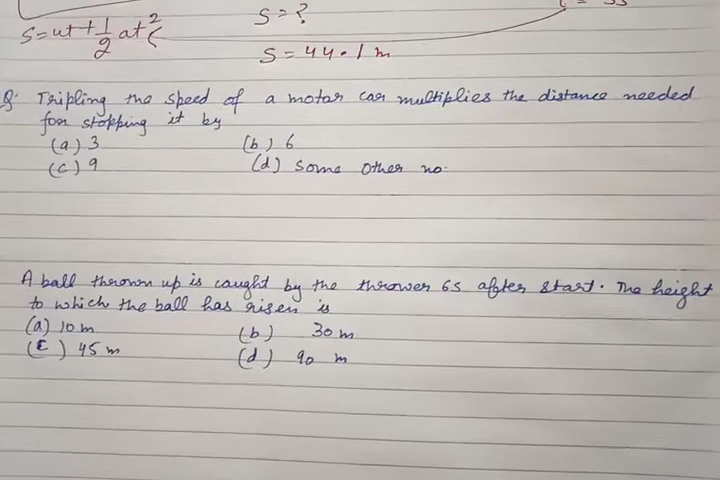 S = ?
S = ut + 1/2 at²
S = 44.1 m
Q. Tripling the speed of a motor car multiplies the distance needed
for stopping it by
(a) 3 (b) 6
(c) 9 (d) some other no.
A ball thrown up is caught by the thrower 6s after start. The height
to which the ball has risen is
(a) 10 m (b) 30 m
(c) 45 m (d) 90 m